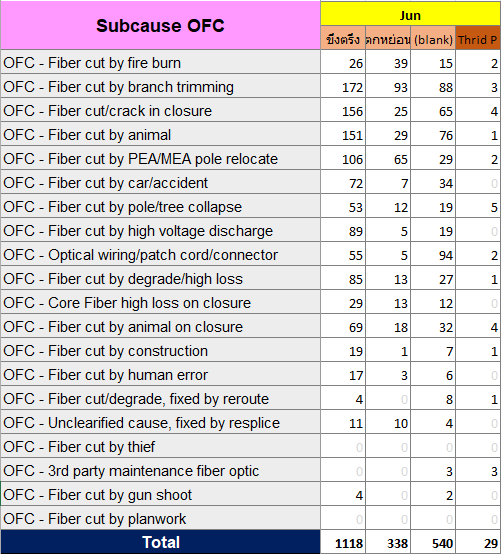 Subcause OFC Jun
ขึงตรึง ตกหย่อน (blank) Thrid P
OFC - Fiber cut by fire burn 26 39 15 2
OFC - Fiber cut by branch trimming 172 93 88 3
OFC - Fiber cut/crack in closure 156 25 65 4
OFC - Fiber cut by animal 151 29 76 1
OFC - Fiber cut by PEA/MEA pole relocate 106 65 29 2
OFC - Fiber cut by car/accident 72 7 34 0
OFC - Fiber cut by pole/tree collapse 53 12 19 5
OFC - Fiber cut by high voltage discharge 89 5 19 0
OFC - Optical wiring/patch cord/connector 55 5 94 2
OFC - Fiber cut by degrade/high loss 85 13 27 1
OFC - Core Fiber high loss on closure 29 13 12 0
OFC - Fiber cut by animal on closure 69 18 32 4
OFC - Fiber cut by construction 19 1 7 1
OFC - Fiber cut by human error 17 3 6 0
OFC - Fiber cut/degrade, fixed by reroute 4 0 8 1
OFC - Unclearified cause, fixed by resplice 11 10 4 0
OFC - Fiber cut by thief 0 0 0 0
OFC - 3rd party maintenance fiber optic 0 0 3 3
OFC - Fiber cut by gun shoot 4 0 2 0
OFC - Fiber cut by planwork 0 0 0 0
Total 1118 338 540 29